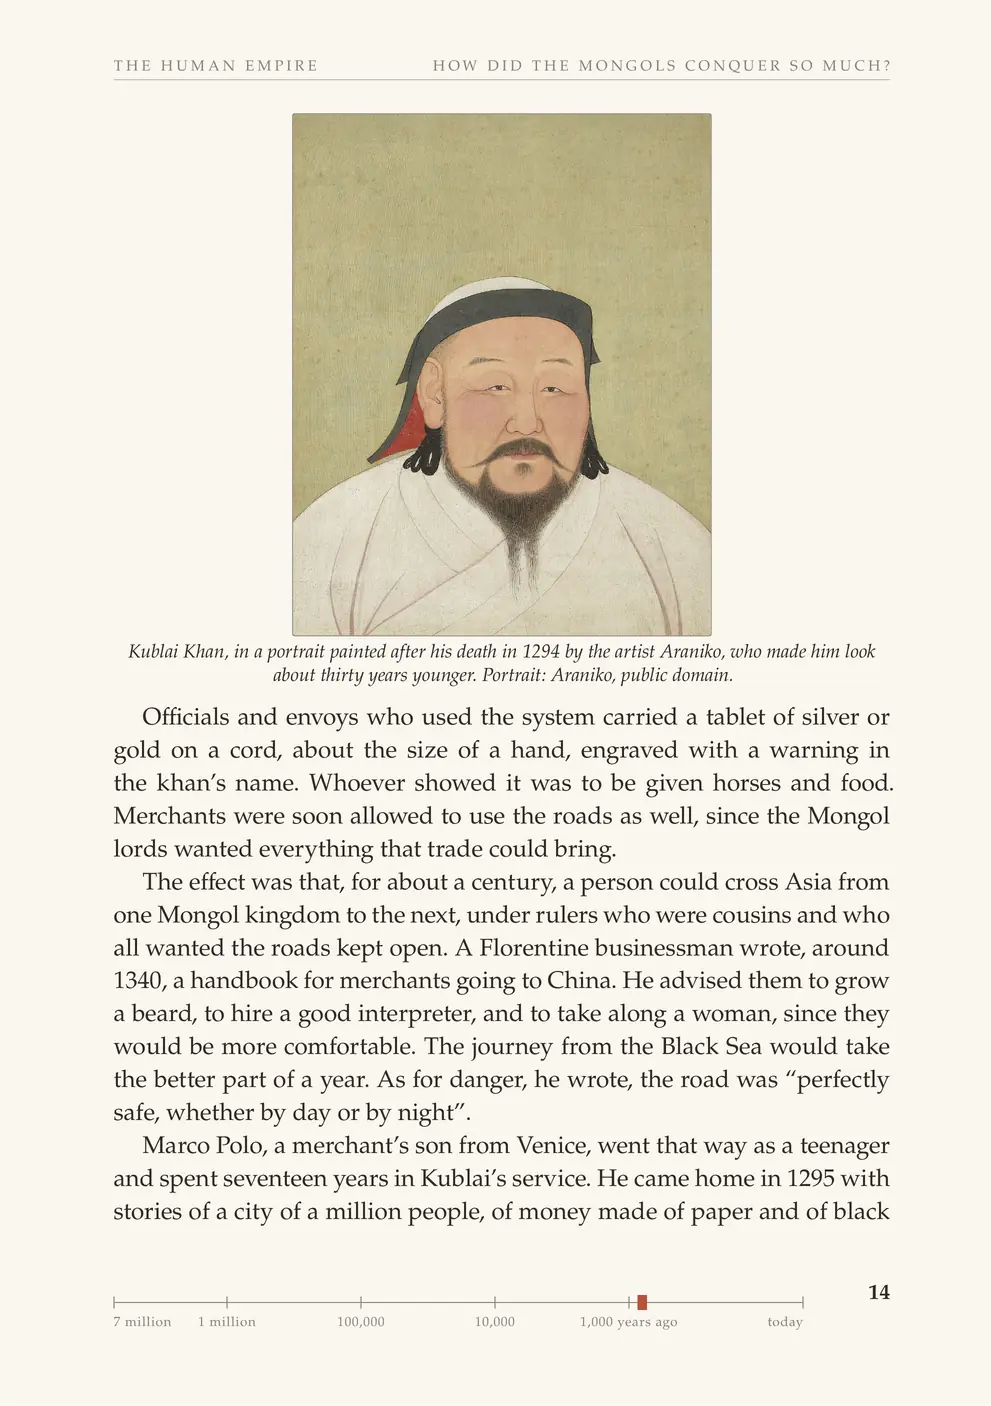 THE HUMAN EMPIRE
HOW DID THE MONGOLS CONQUER SO MUCH?
Kublai Khan, in a portrait painted after his death in 1294 by the artist Araniko, who made him look
about thirty years younger. Portrait: Araniko, public domain.
Officials and envoys who used the system carried a tablet of silver or
gold on a cord, about the size of a hand, engraved with a warning in
the khan’s name. Whoever showed it was to be given horses and food.
Merchants were soon allowed to use the roads as well, since the Mongol
lords wanted everything that trade could bring.
The effect was that, for about a century, a person could cross Asia from
one Mongol kingdom to the next, under rulers who were cousins and who
all wanted the roads kept open. A Florentine businessman wrote, around
1340, a handbook for merchants going to China. He advised them to grow
a beard, to hire a good interpreter, and to take along a woman, since they
would be more comfortable. The journey from the Black Sea would take
the better part of a year. As for danger, he wrote, the road was “perfectly
safe, whether by day or by night”.
Marco Polo, a merchant’s son from Venice, went that way as a teenager
and spent seventeen years in Kublai’s service. He came home in 1295 with
stories of a city of a million people, of money made of paper and of black
14
7 million 1 million 100,000 10,000 1,000 years ago today